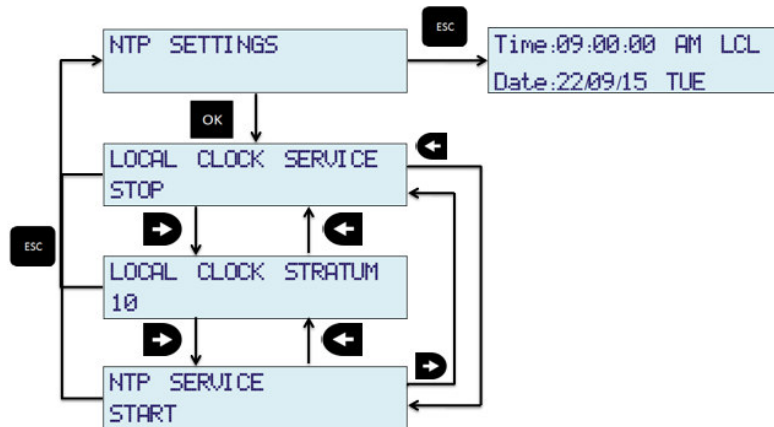 NTP SETTINGS
ESC
Time:09:00:00 AM LCL
Date:22/09/15 TUE
OK
LOCAL CLOCK SERVICE
STOP
ESC
LOCAL CLOCK STRATUM
10
NTP SERVICE
START